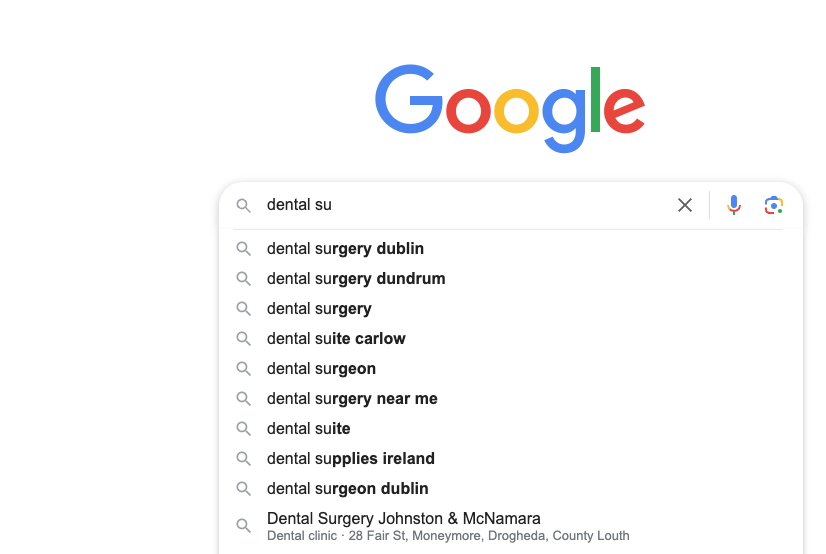 Google
dental su
dental surgery dublin
dental surgery dundrum
dental surgery
dental suite carlow
dental surgeon
dental surgery near me
dental suite
dental supplies ireland
dental surgeon dublin
Dental Surgery Johnston & McNamara
Dental clinic · 28 Fair St, Moneymore, Drogheda, County Louth